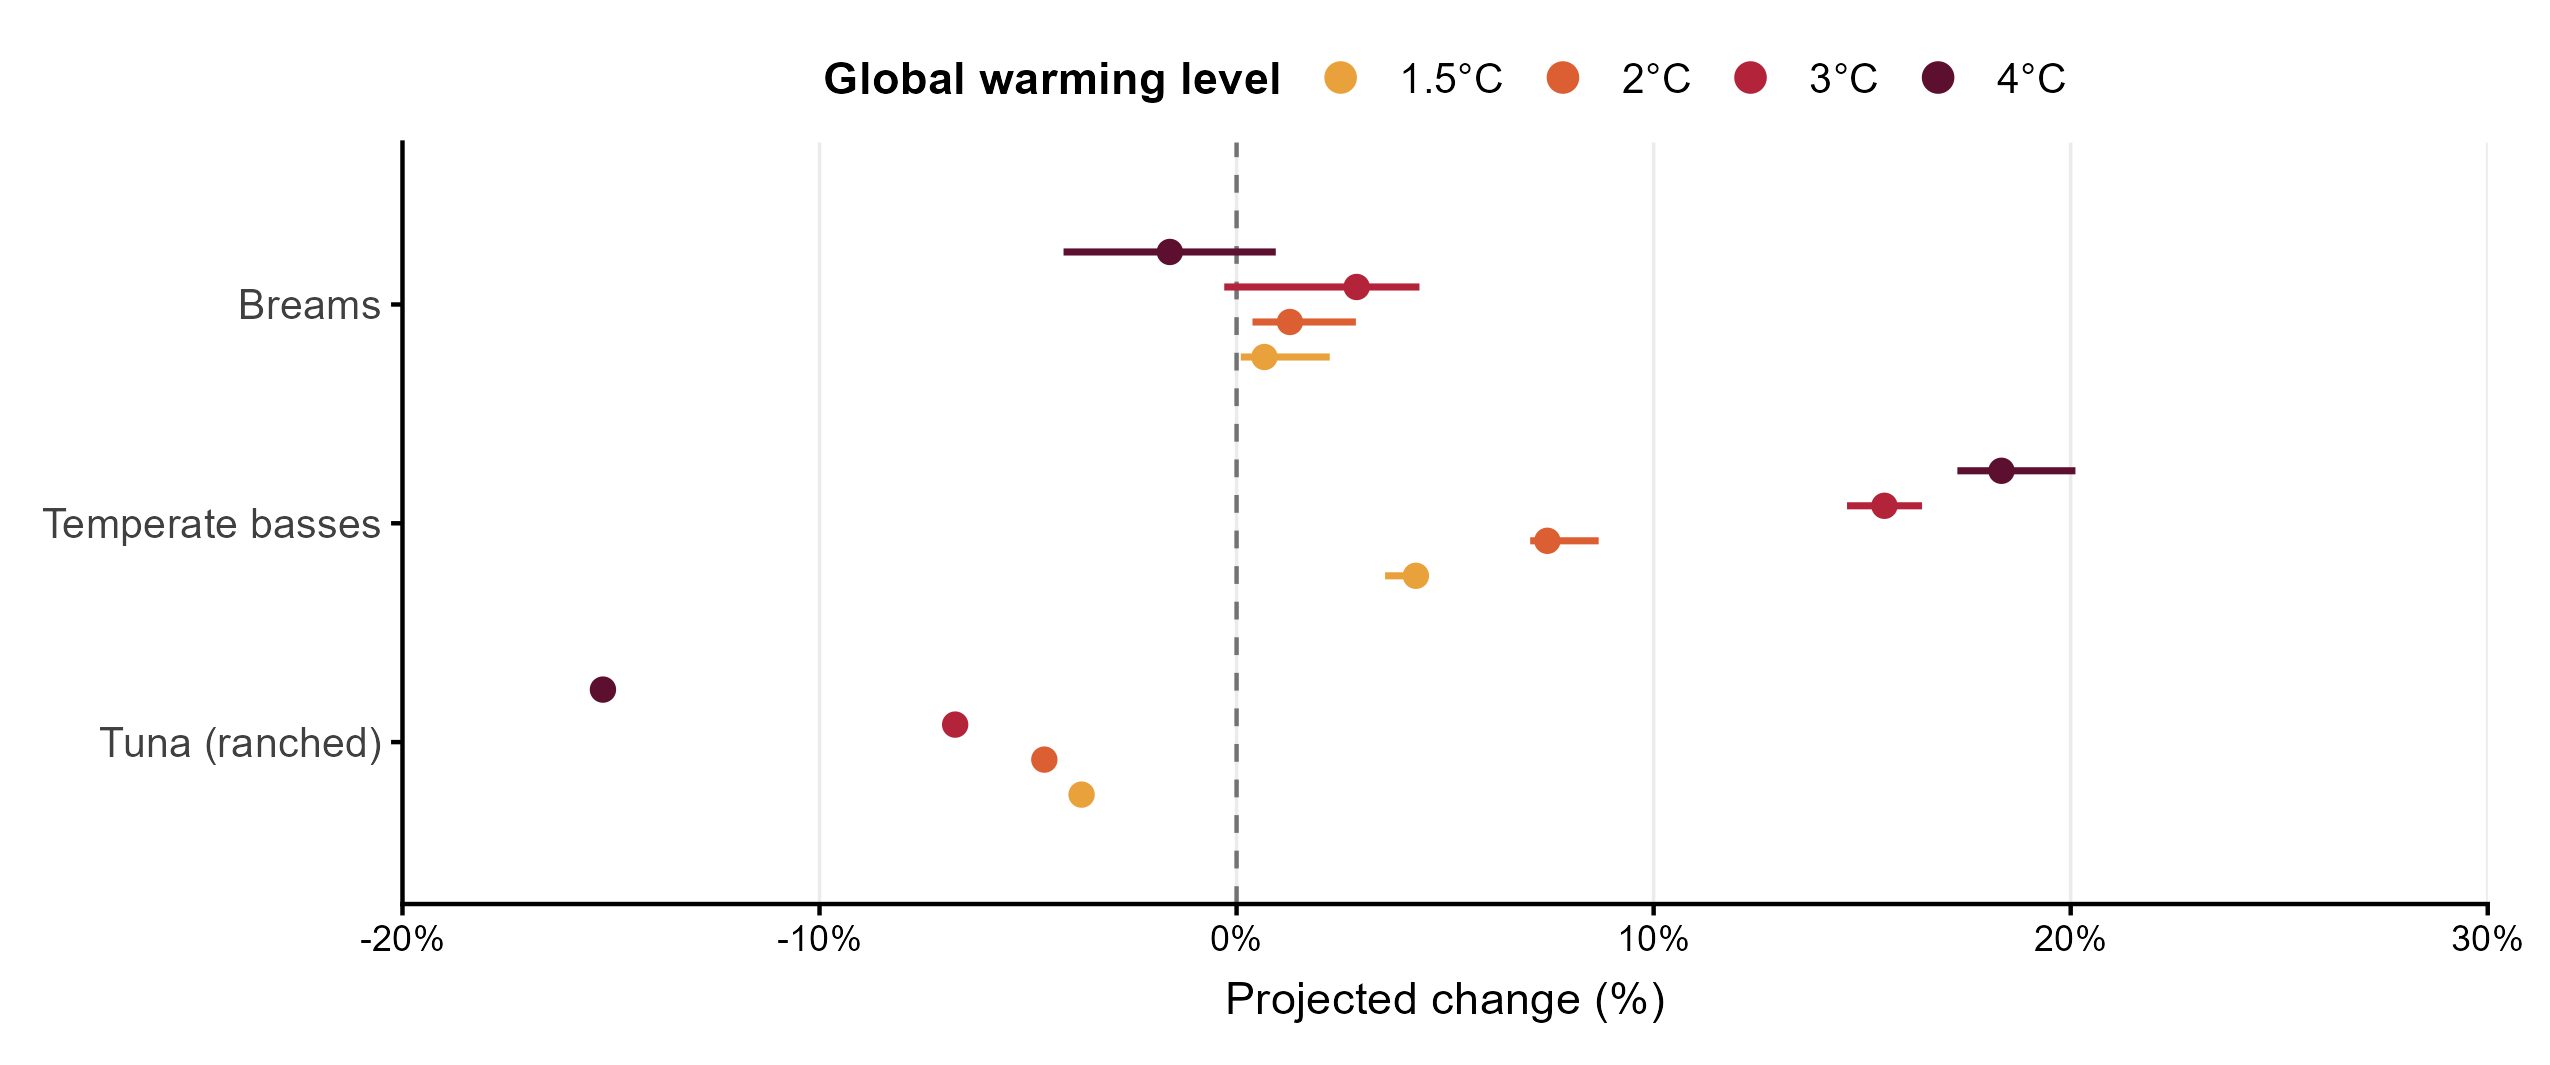 Global warming level 1.5°C 2°C 3°C 4°C
Breams
Temperate basses
Tuna (ranched)
-20% -10% 0% 10% 20% 30%
Projected change (%)